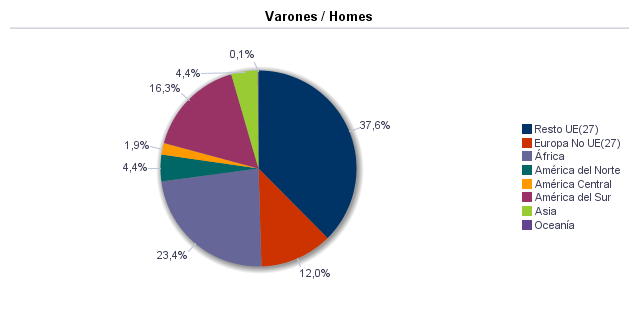 Varones / Homes
0,1%
4,4%
16,3%
37,6%
1,9%
4,4%
23,4%
12,0%
Resto UE(27)
Europa No UE(27)
África
América del Norte
América Central
América del Sur
Asia
Oceanía